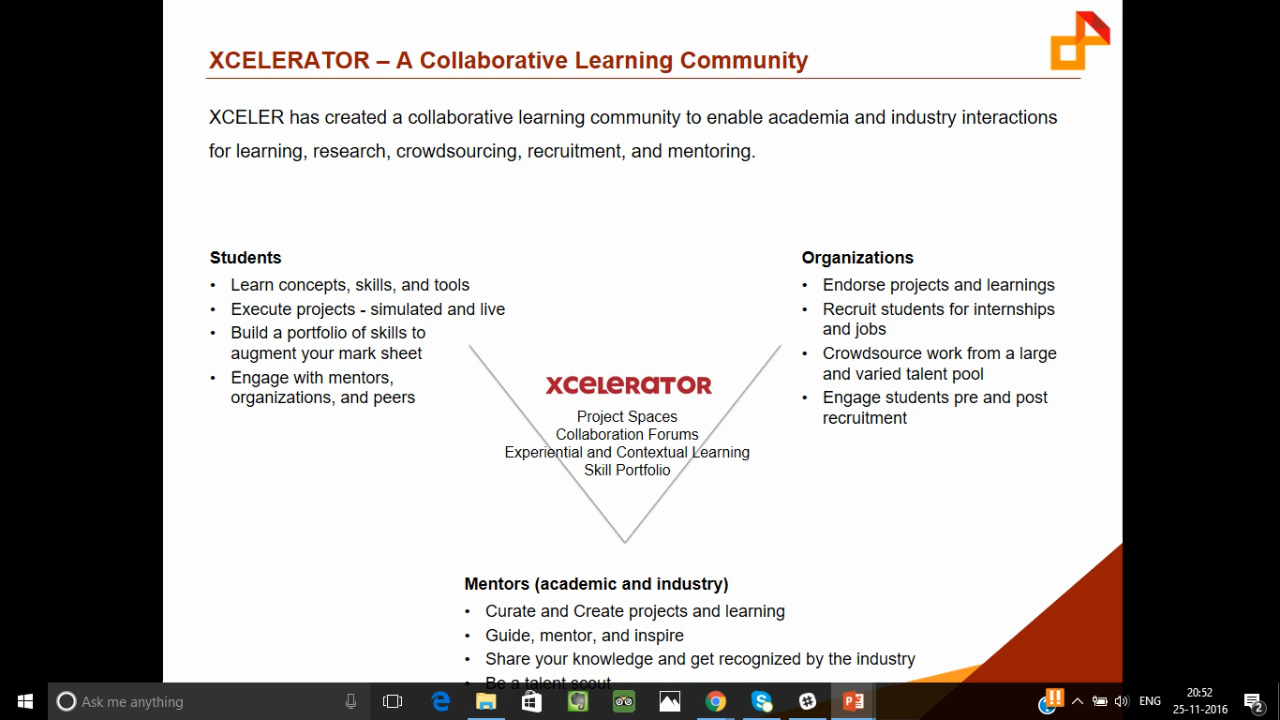 XCELERATOR – A Collaborative Learning Community
XCELER has created a collaborative learning community to enable academia and industry interactions
for learning, research, crowdsourcing, recruitment, and mentoring.
Students
• Learn concepts, skills, and tools
• Execute projects - simulated and live
• Build a portfolio of skills to
augment your mark sheet
• Engage with mentors,
organizations, and peers
Organizations
• Endorse projects and learnings
• Recruit students for internships
and jobs
• Crowdsource work from a large
and varied talent pool
• Engage students pre and post
recruitment
xceLeraTOR
Project Spaces
Collaboration Forums
Experiential and Contextual Learning
Skill Portfolio
Mentors (academic and industry)
• Curate and Create projects and learning
• Guide, mentor, and inspire
• Share your knowledge and get recognized by the industry
• Be a talent scout
Ask me anything
ENG
20:52
25-11-2016
2